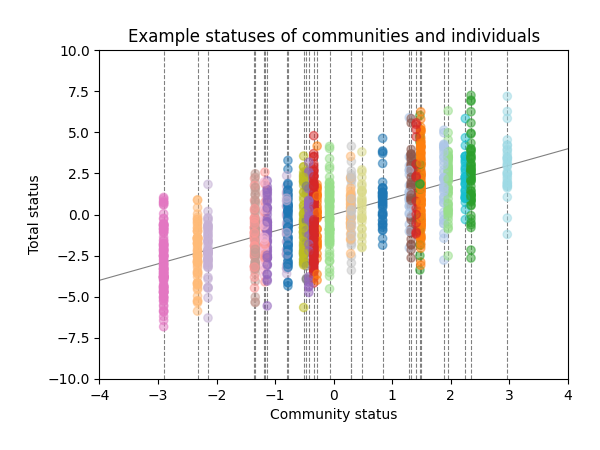 Example statuses of communities and individuals
10.0
7.5
5.0
2.5
0.0
−2.5
−5.0
−7.5
−10.0
Total status
−4 −3 −2 −1 0 1 2 3 4
Community status